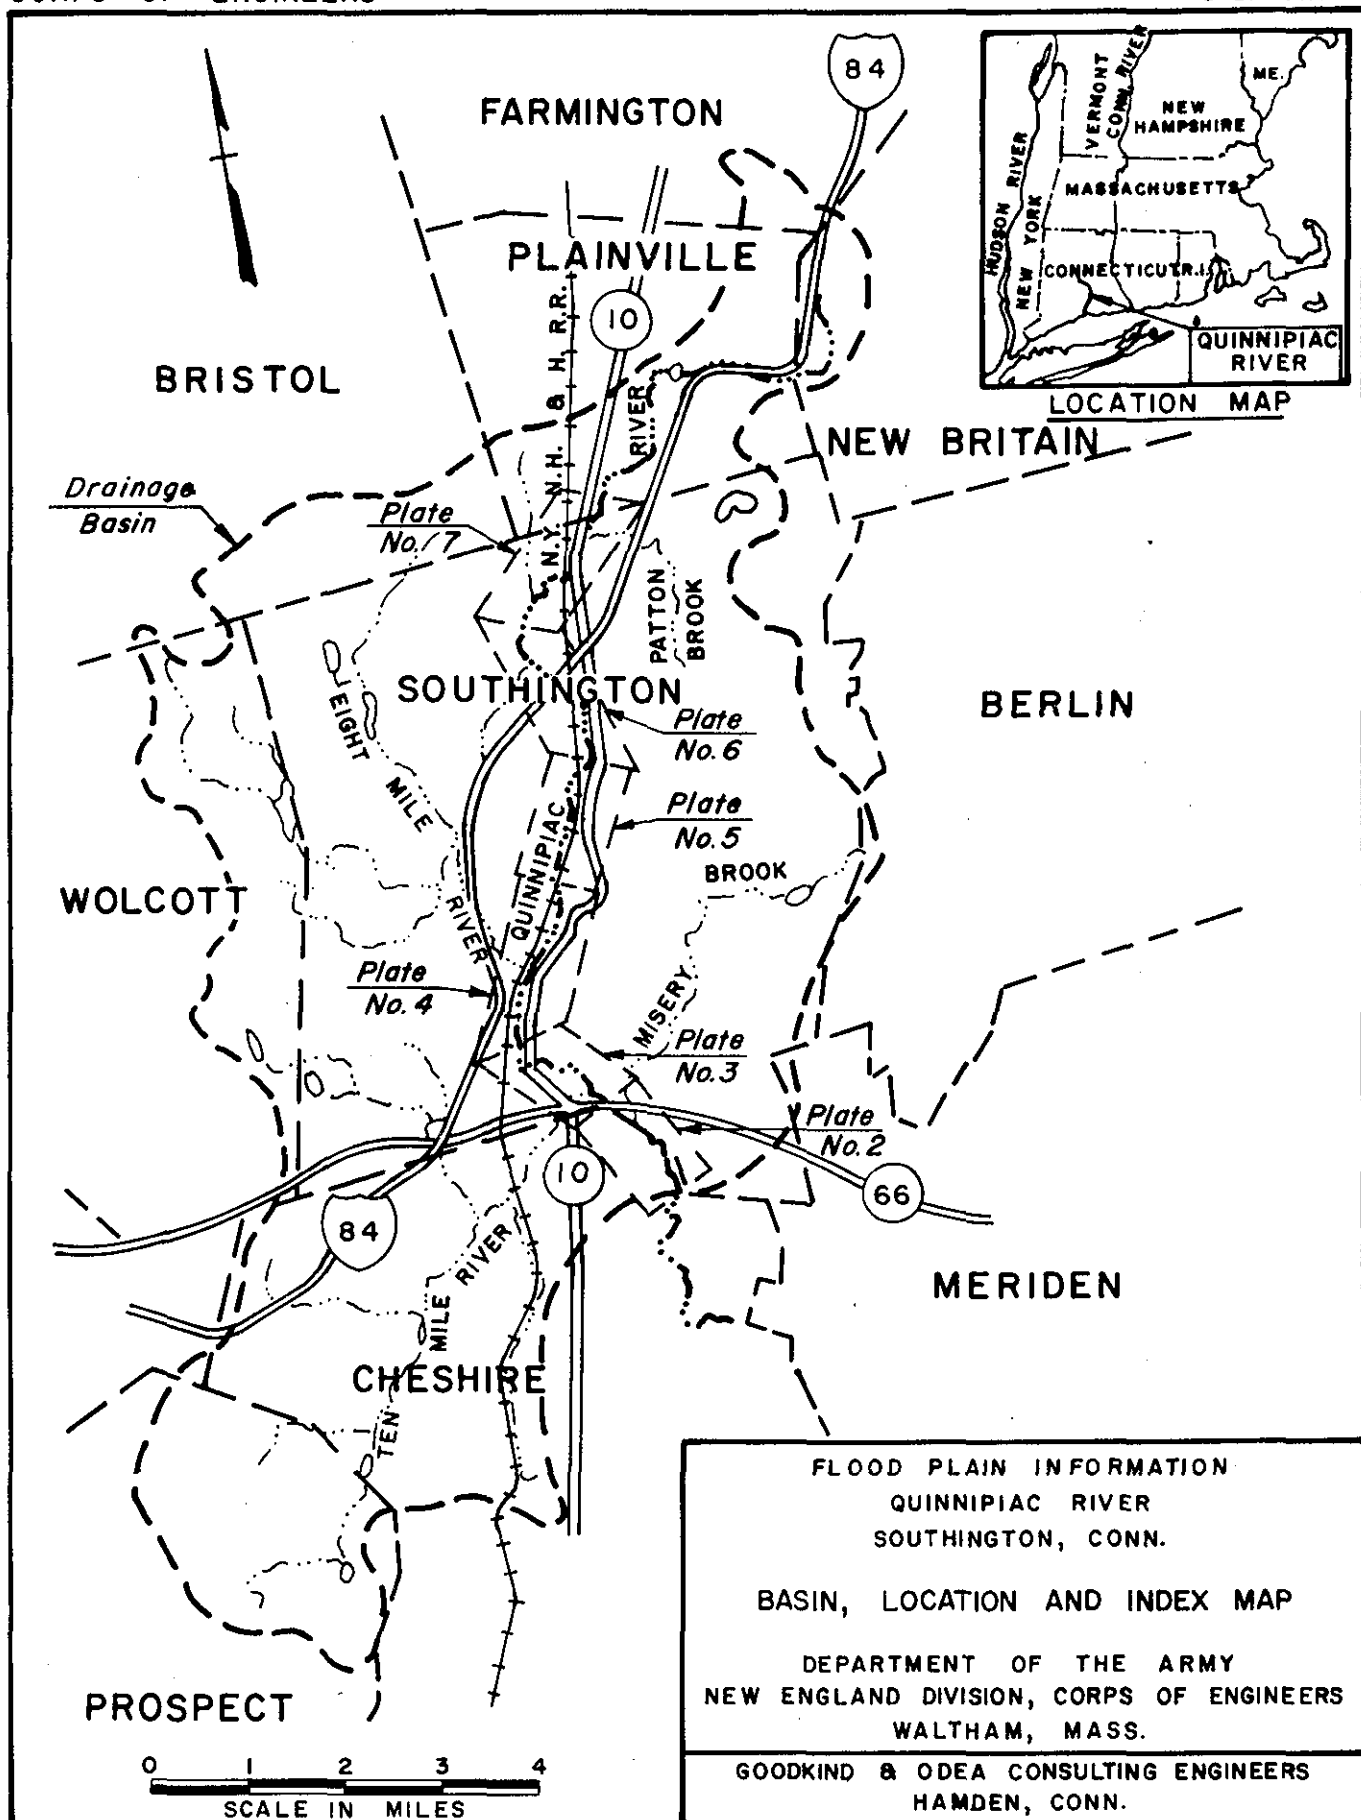 CORPS OF ENGINEERS
84
FARMINGTON
PLAINVILLE
10
N.Y. N.H. & H. R.R.
BRISTOL
RIVER
NEW BRITAIN
Drainage
Basin
Plate
No. 7
PATTON
BROOK
SOUTHINGTON
EIGHT
MILE
RIVER
Plate
No. 6
BERLIN
Plate
No. 5
QUINNIPIAC
BROOK
MISERY
WOLCOTT
Plate
No. 4
Plate
No. 3
Plate
No. 2
10
66
84
MERIDEN
TEN
MILE
RIVER
CHESHIRE
PROSPECT
0 1 2 3 4
SCALE IN MILES
HUDSON RIVER
NEW YORK
VERMONT
CONN. RIVER
NEW
HAMPSHIRE
ME.
MASSACHUSETTS
CONNECTICUT
R.I.
QUINNIPIAC
RIVER
LOCATION MAP
FLOOD PLAIN INFORMATION
QUINNIPIAC RIVER
SOUTHINGTON, CONN.
BASIN, LOCATION AND INDEX MAP
DEPARTMENT OF THE ARMY
NEW ENGLAND DIVISION, CORPS OF ENGINEERS
WALTHAM, MASS.
GOODKIND & ODEA CONSULTING ENGINEERS
HAMDEN, CONN.